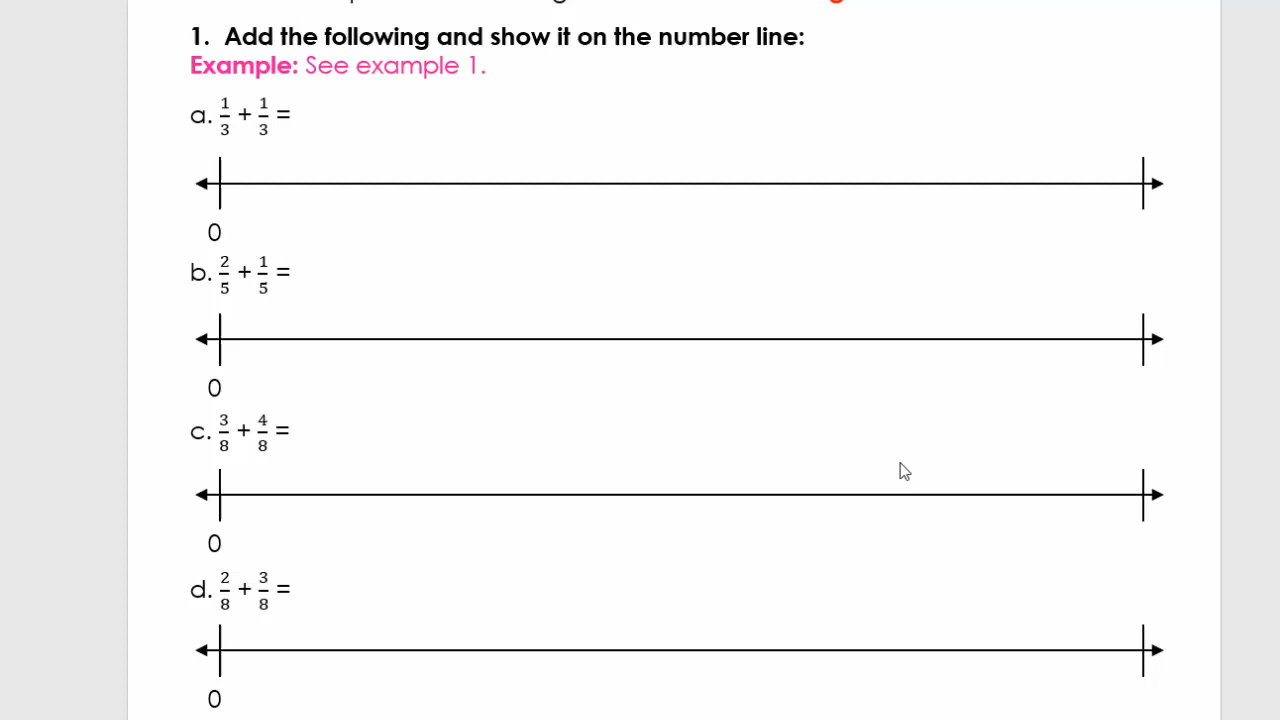 1. Add the following and show it on the number line:
Example: See example 1.
a. 1/3 + 1/3 =
0
b. 2/5 + 1/5 =
0
c. 3/8 + 4/8 =
0
d. 2/8 + 3/8 =
0